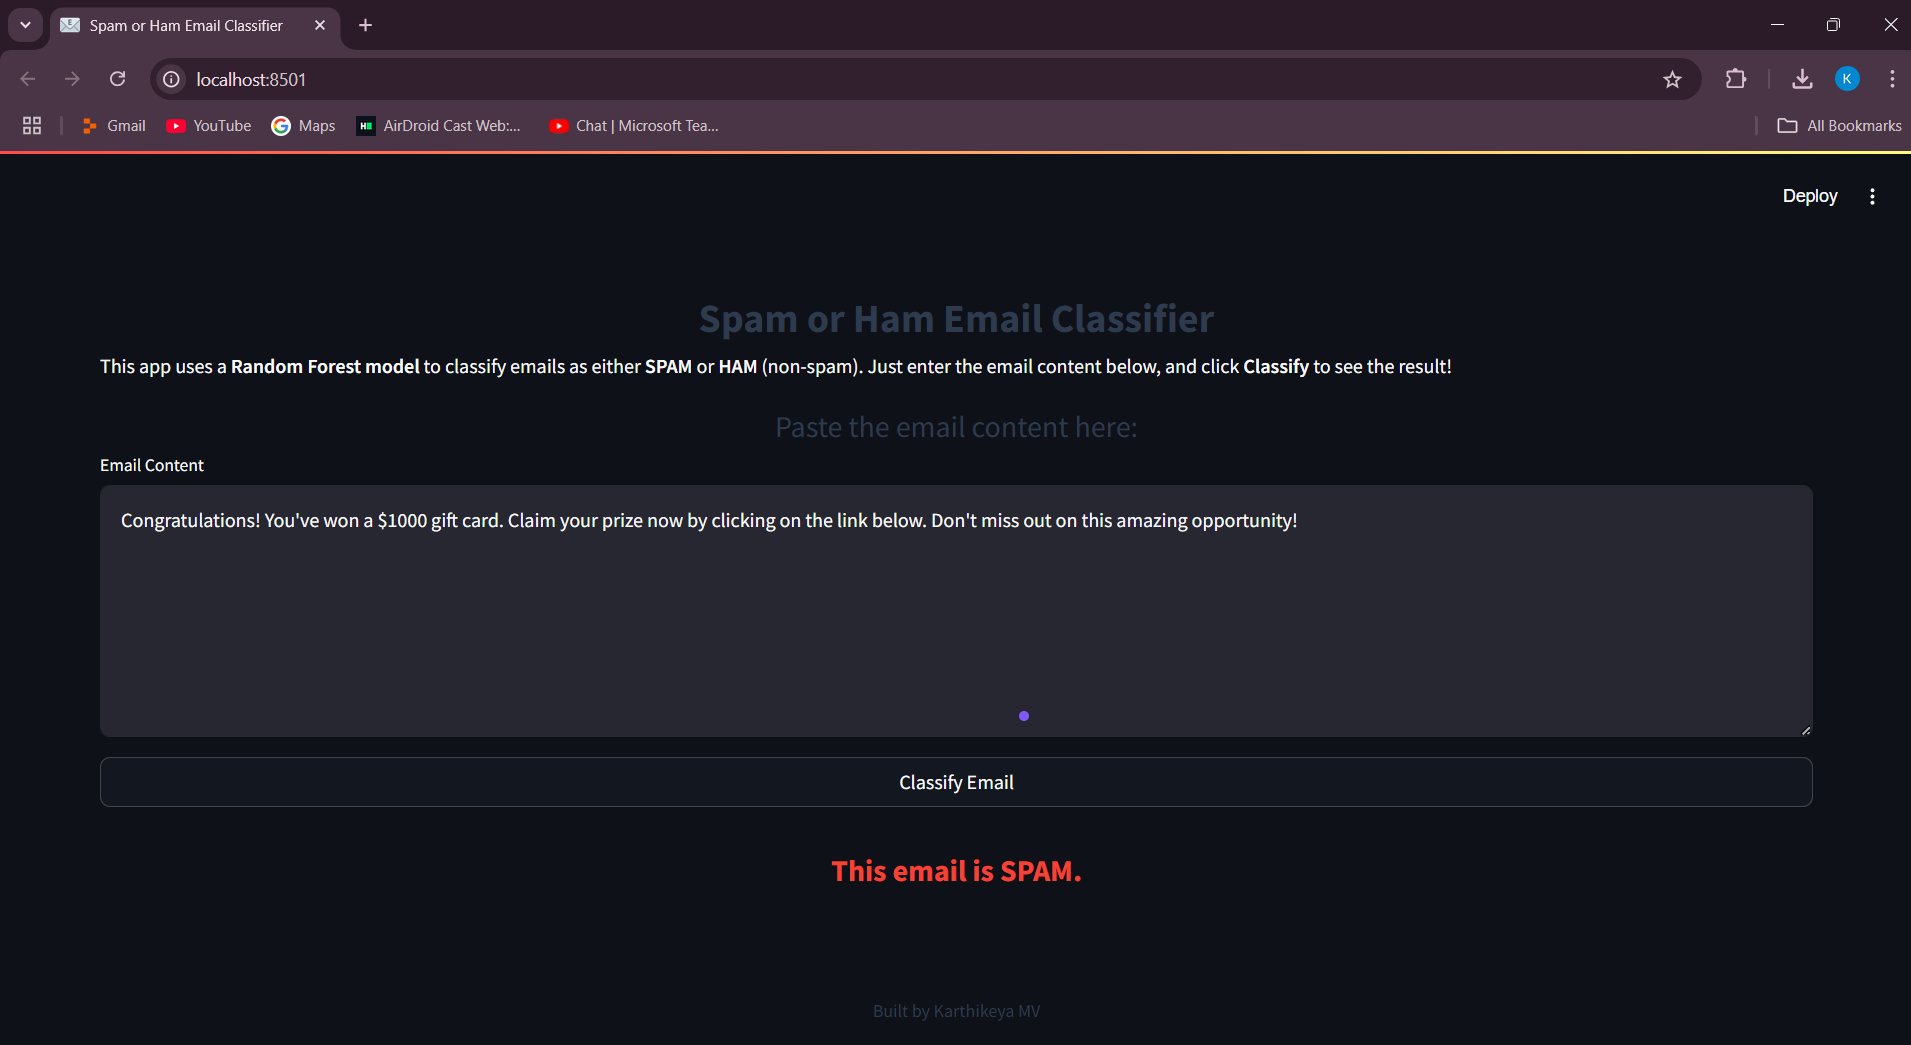 Spam or Ham Email Classifier
localhost:8501
K
Gmail
YouTube
Maps
AirDroid Cast Web:...
Chat | Microsoft Tea...
All Bookmarks
Deploy
Spam or Ham Email Classifier
This app uses a Random Forest model to classify emails as either SPAM or HAM (non-spam). Just enter the email content below, and click Classify to see the result!
Paste the email content here:
Email Content
Congratulations! You've won a $1000 gift card. Claim your prize now by clicking on the link below. Don't miss out on this amazing opportunity!
Classify Email
This email is SPAM.
Built by Karthikeya MV